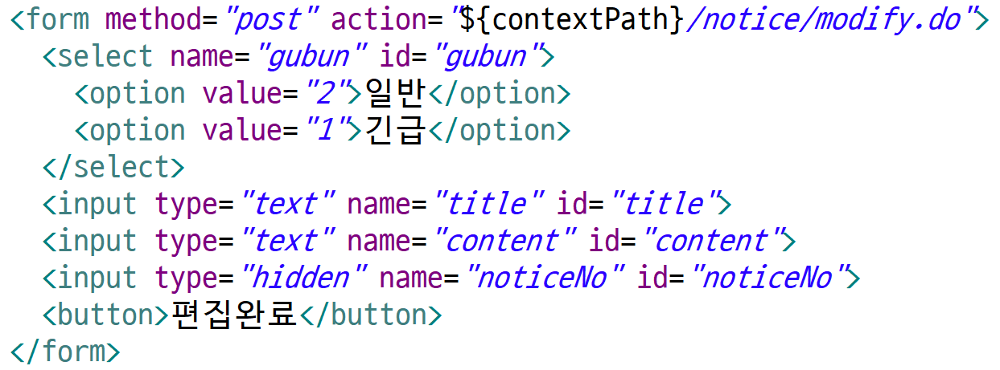 <form method="post" action="${contextPath}/notice/modify.do">
  <select name="gubun" id="gubun">
    <option value="2">일반</option>
    <option value="1">긴급</option>
  </select>
  <input type="text" name="title" id="title">
  <input type="text" name="content" id="content">
  <input type="hidden" name="noticeNo" id="noticeNo">
  <button>편집완료</button>
</form>